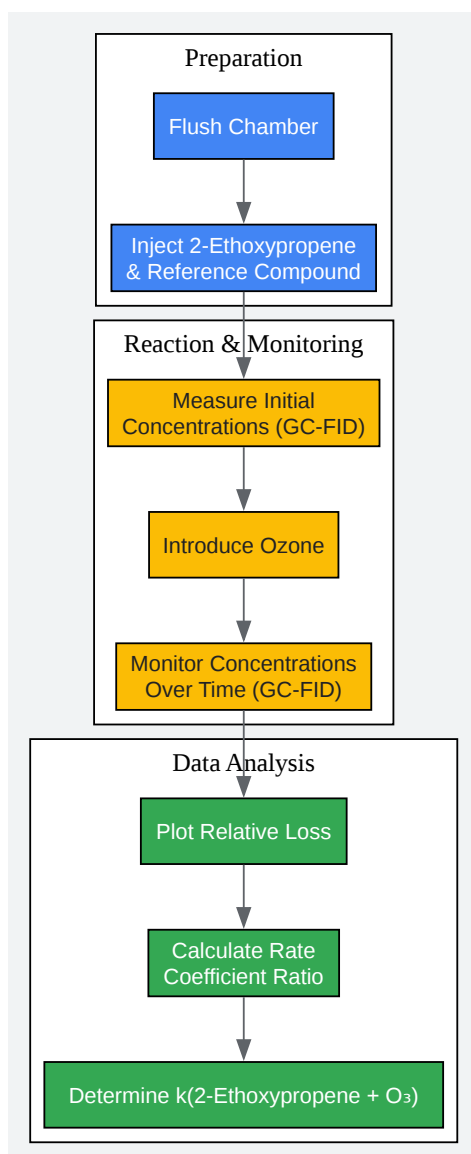 Preparation
Flush Chamber
Inject 2-Ethoxypropene
& Reference Compound
Reaction & Monitoring
Measure Initial
Concentrations (GC-FID)
Introduce Ozone
Monitor Concentrations
Over Time (GC-FID)
Data Analysis
Plot Relative Loss
Calculate Rate
Coefficient Ratio
Determine k(2-Ethoxypropene + O₃)